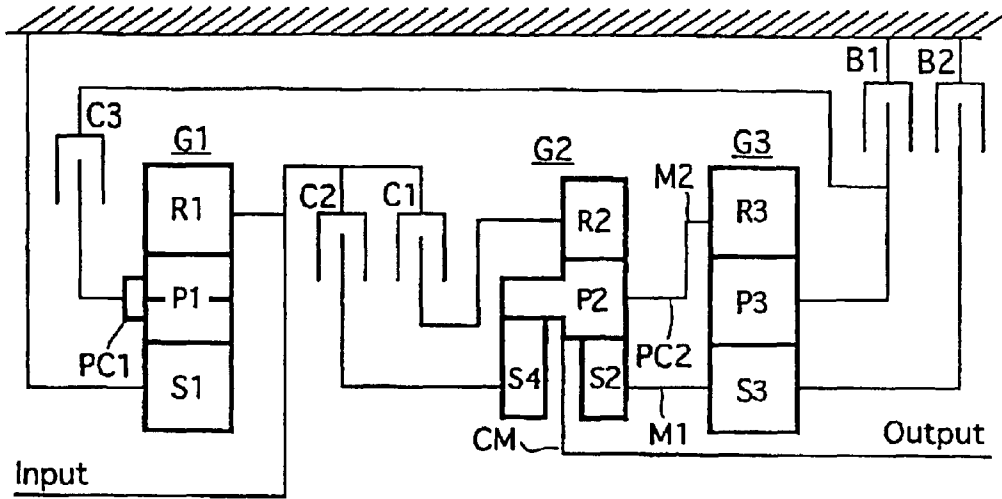 B1 B2
C3
G1 G2 G3
M2
C2 C1
R1 R2 R3
P1 P2 P3
PC1 PC2
S1 S4 S2 S3
M1
CM Output
Input